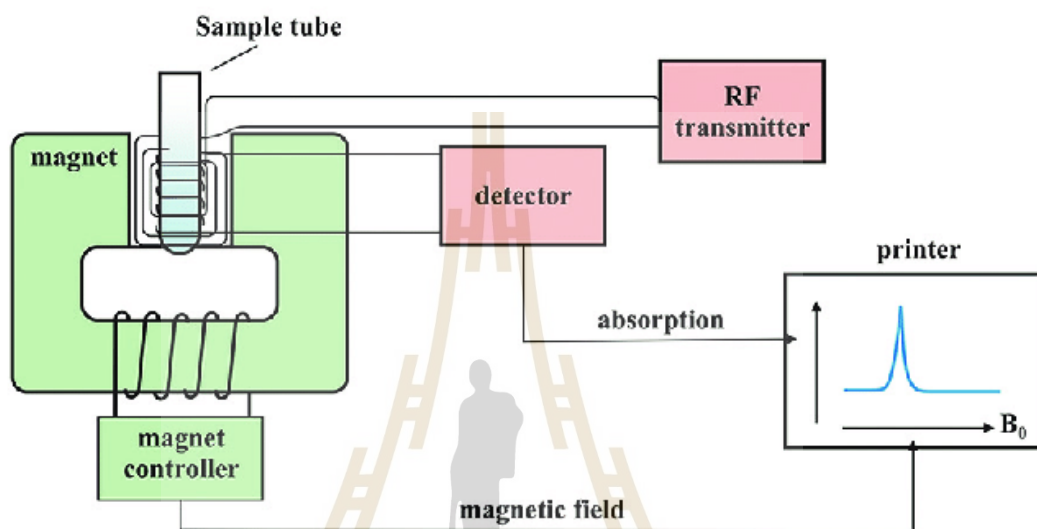 Sample tube
RF
transmitter
magnet
detector
printer
absorption
B₀
magnet
controller
magnetic field